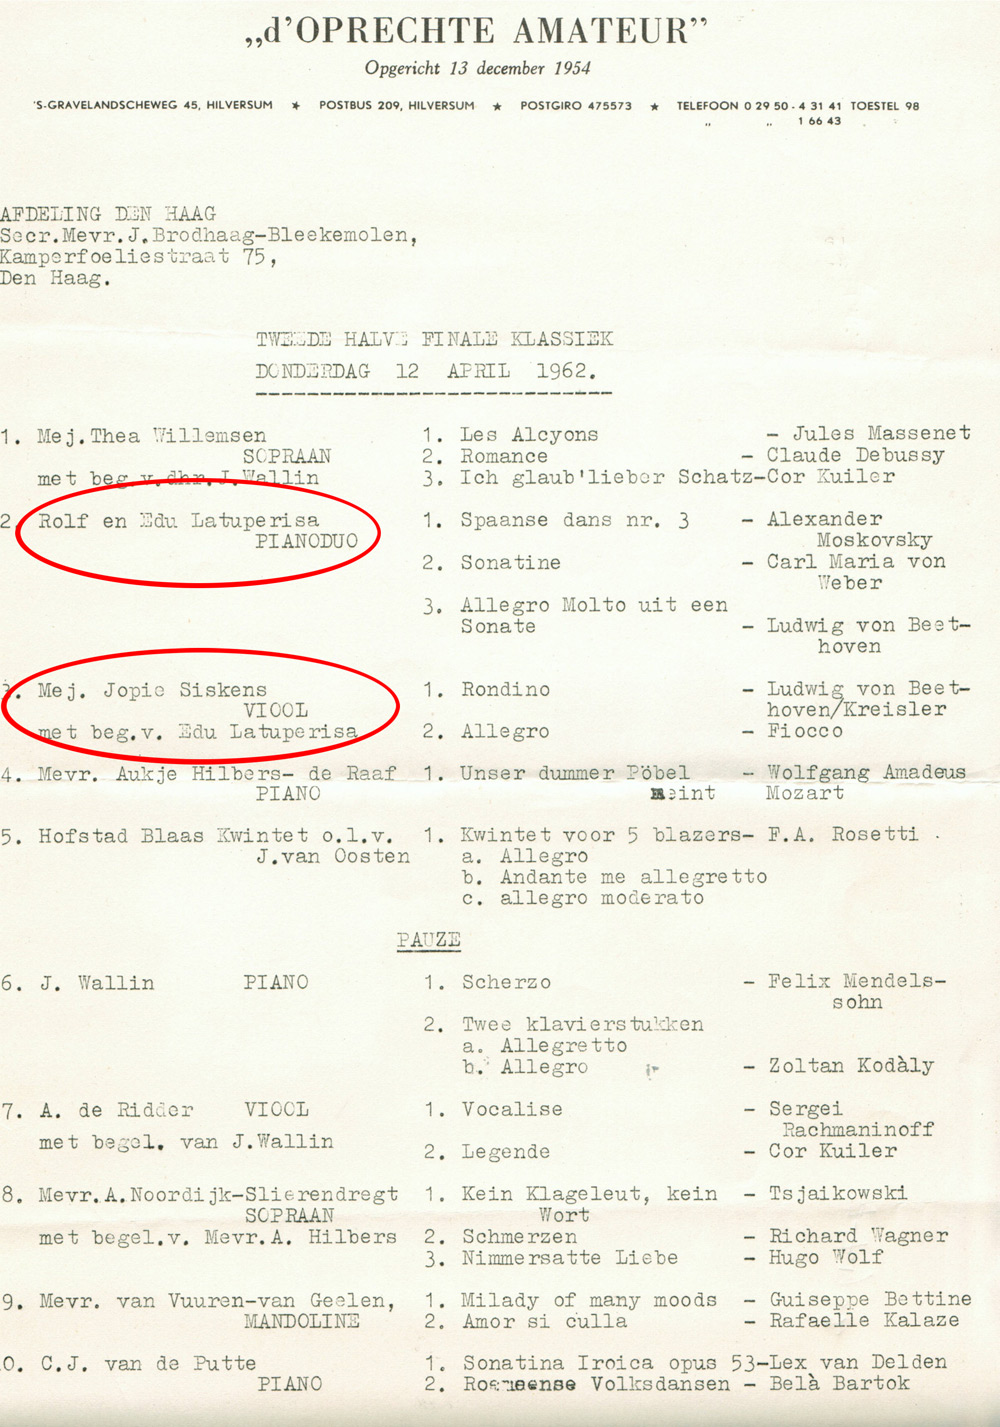 „d’OPRECHTE AMATEUR”
Opgericht 13 december 1954
'S-GRAVELANDSCHEWEG 45, HILVERSUM ★ POSTBUS 209, HILVERSUM ★ POSTGIRO 475573 ★ TELEFOON 0 29 50 - 4 31 41 TOESTEL 98
„ „ 1 66 43
AFDELING DEN HAAG
Secr.Mevr.J.Brodhaag-Bleekemolen,
Kamperfoeliestraat 75,
Den Haag.
TWEEDE HALVE FINALE KLASSIEK
DONDERDAG 12 APRIL 1962.
1. Mej.Thea Willemsen 1. Les Alcyons - Jules Massenet
SOPRAAN 2. Romance - Claude Debussy
met beg.v.dhr.J.Wallin 3. Ich glaub'lieber Schatz-Cor Kuiler
2. Rolf en Edu Latuperisa 1. Spaanse dans nr. 3 - Alexander
PIANODUO Moskovsky
2. Sonatine - Carl Maria von
Weber
3. Allegro Molto uit een
Sonate - Ludwig von Beet-
hoven
3. Mej. Jopie Siskens 1. Rondino - Ludwig von Beet-
VIOOL hoven/Kreisler
met beg.v. Edu Latuperisa 2. Allegro - Fiocco
4. Mevr. Aukje Hilbers- de Raaf 1. Unser dummer Pöbel - Wolfgang Amadeus
PIANO meint Mozart
5. Hofstad Blaas Kwintet o.l.v. 1. Kwintet voor 5 blazers- F.A. Rosetti .
J.van Oosten a. Allegro
b. Andante me allegretto
c. allegro moderato
PAUZE
6. J. Wallin PIANO 1. Scherzo - Felix Mendels-
sohn
2. Twee klavierstukken
a. Allegretto
b. Allegro - Zoltan Kodàly
7. A. de Ridder VIOOL 1. Vocalise - Sergei
Rachmaninoff
met begel. van J.Wallin 2. Legende - Cor Kuiler
8. Mevr.A.Noordijk-Slierendregt 1. Kein Klageleut, kein - Tsjaikowski
SOPRAAN Wort
met begel.v. Mevr.A. Hilbers 2. Schmerzen - Richard Wagner
3. Nimmersatte Liebe - Hugo Wolf
9. Mevr. van Vuuren-van Geelen, 1. Milady of many moods - Guiseppe Bettine
MANDOLINE 2. Amor si culla - Rafaelle Kalaze
0. C.J. van de Putte 1. Sonatina Iroica opus 53-Lex van Delden
PIANO 2. Volksdansen - Belà Bartok